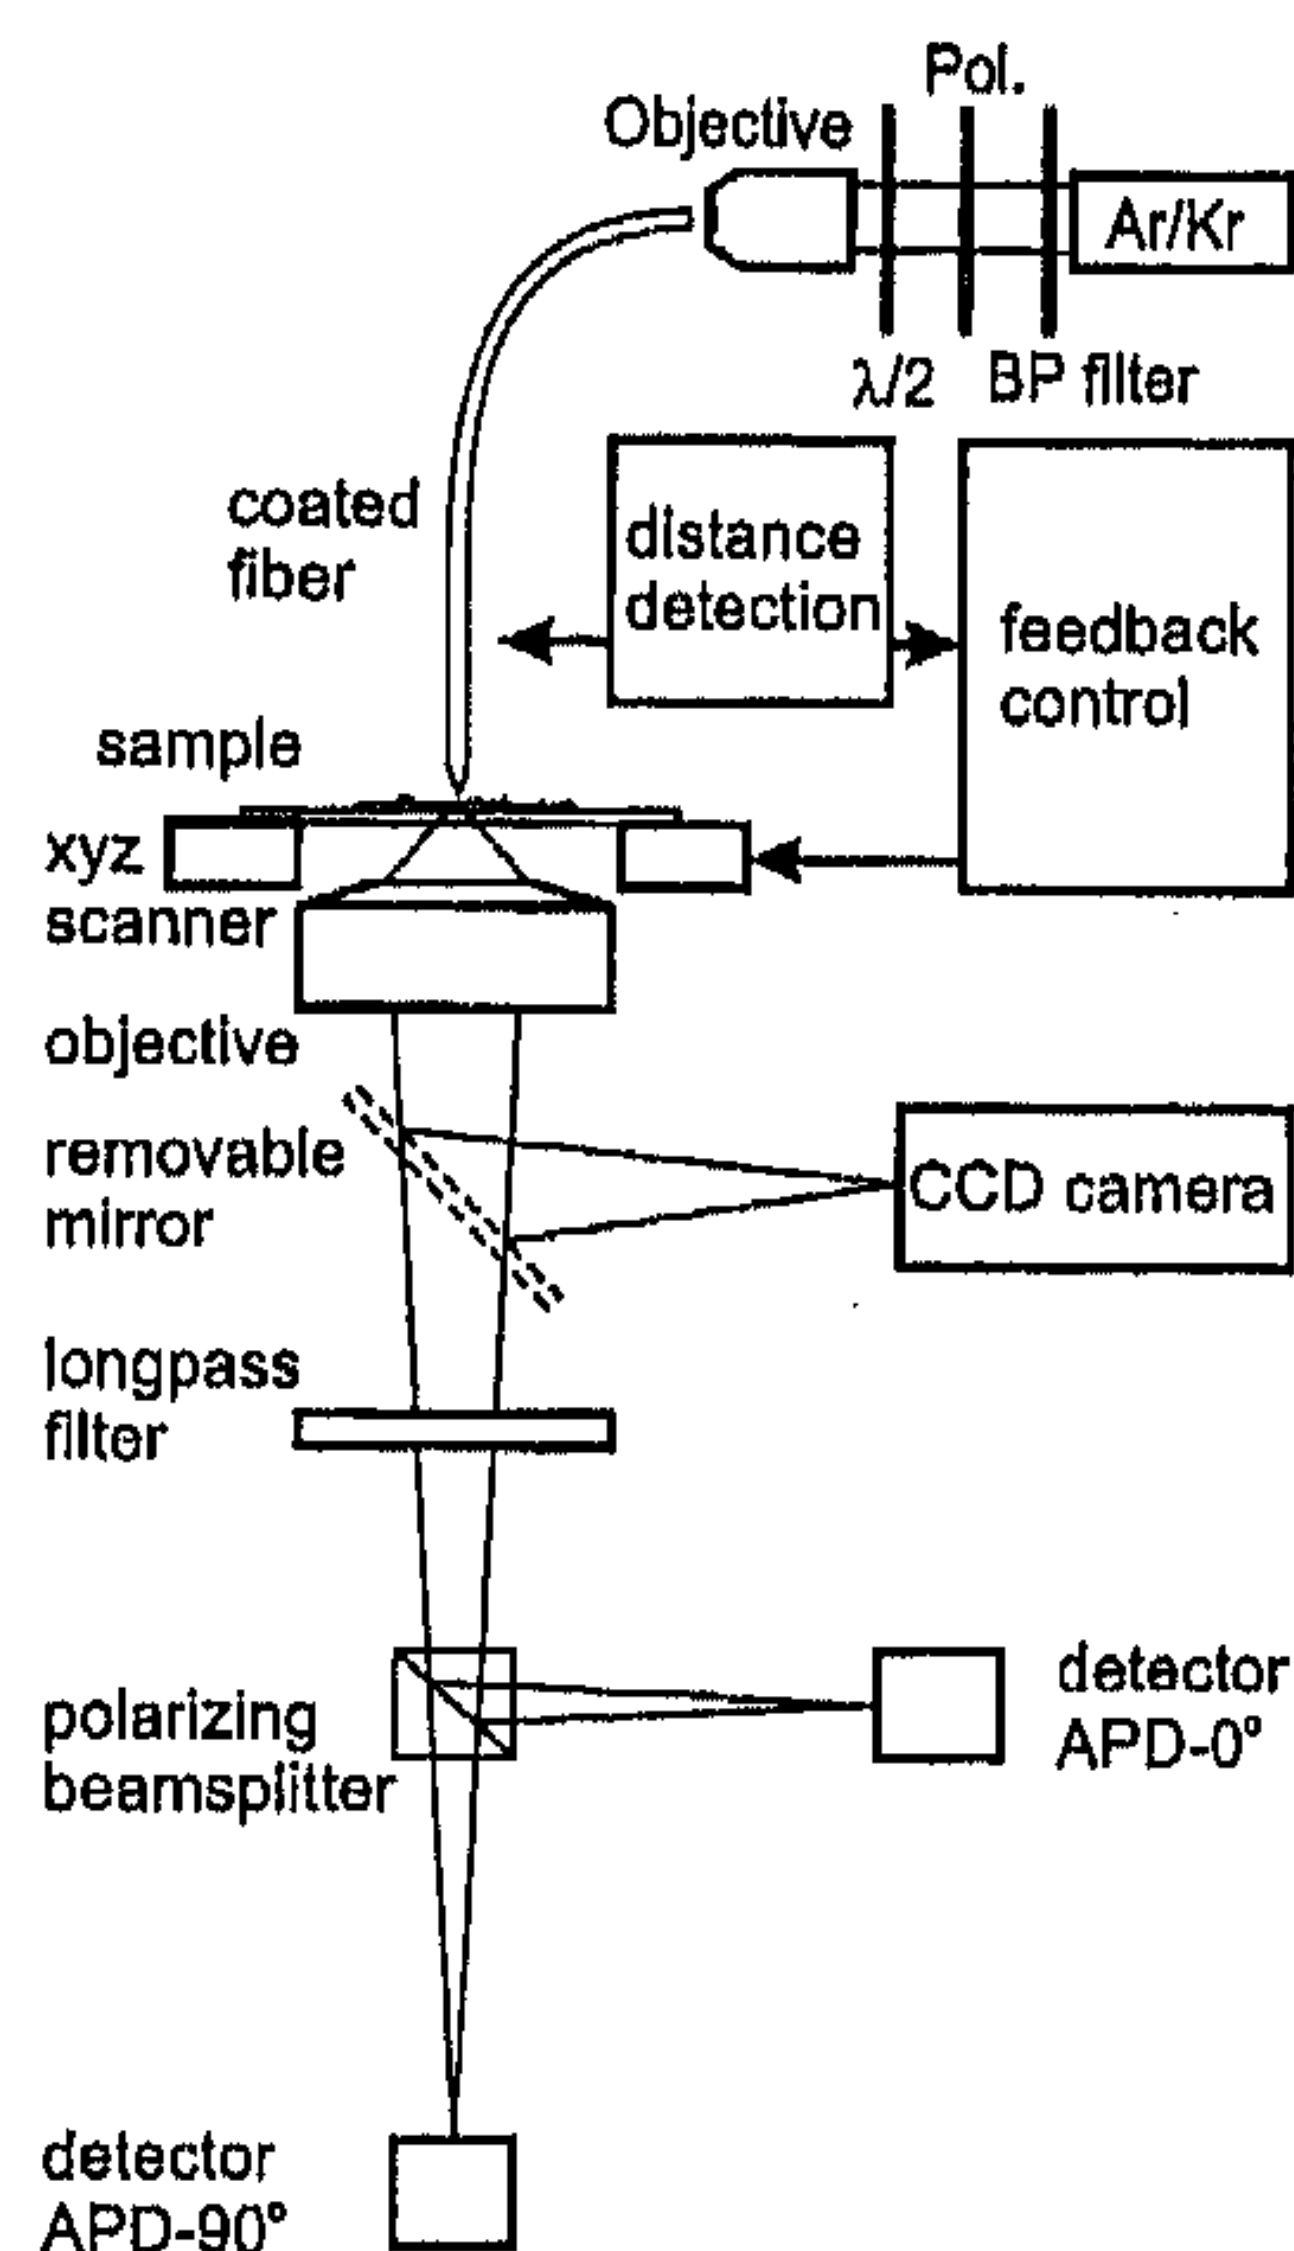 Pol.
Objective
Ar/Kr
λ/2
BP filter
coated
fiber
distance
detection
feedback
control
sample
xyz
scanner
objective
removable
mirror
CCD camera
longpass
filter
polarizing
beamsplitter
detector
APD-0°
detector
APD-90°